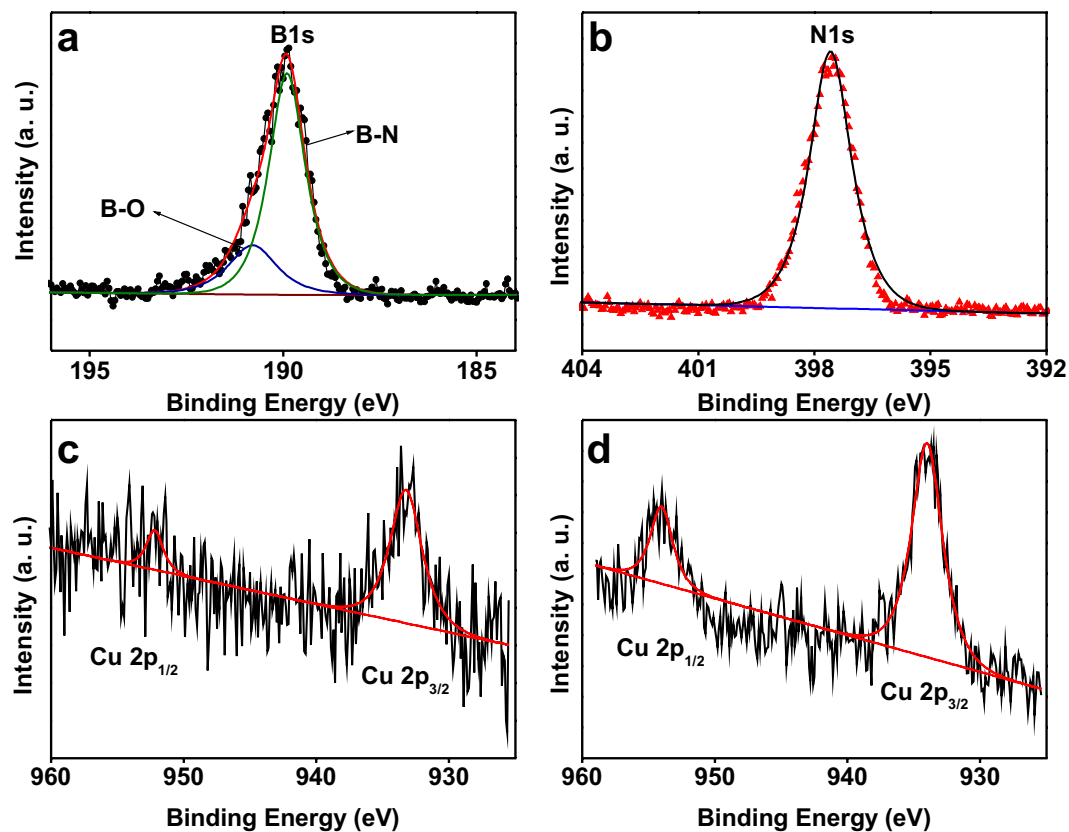 a
B1s
B-N
B-O
Intensity (a. u.)
195 190 185
Binding Energy (eV)
b
N1s
Intensity (a. u.)
404 401 398 395 392
Binding Energy (eV)
c
Cu 2p1/2
Cu 2p3/2
Intensity (a. u.)
960 950 940 930
Binding Energy (eV)
d
Cu 2p1/2
Cu 2p3/2
Intensity (a. u.)
960 950 940 930
Binding Energy (eV)